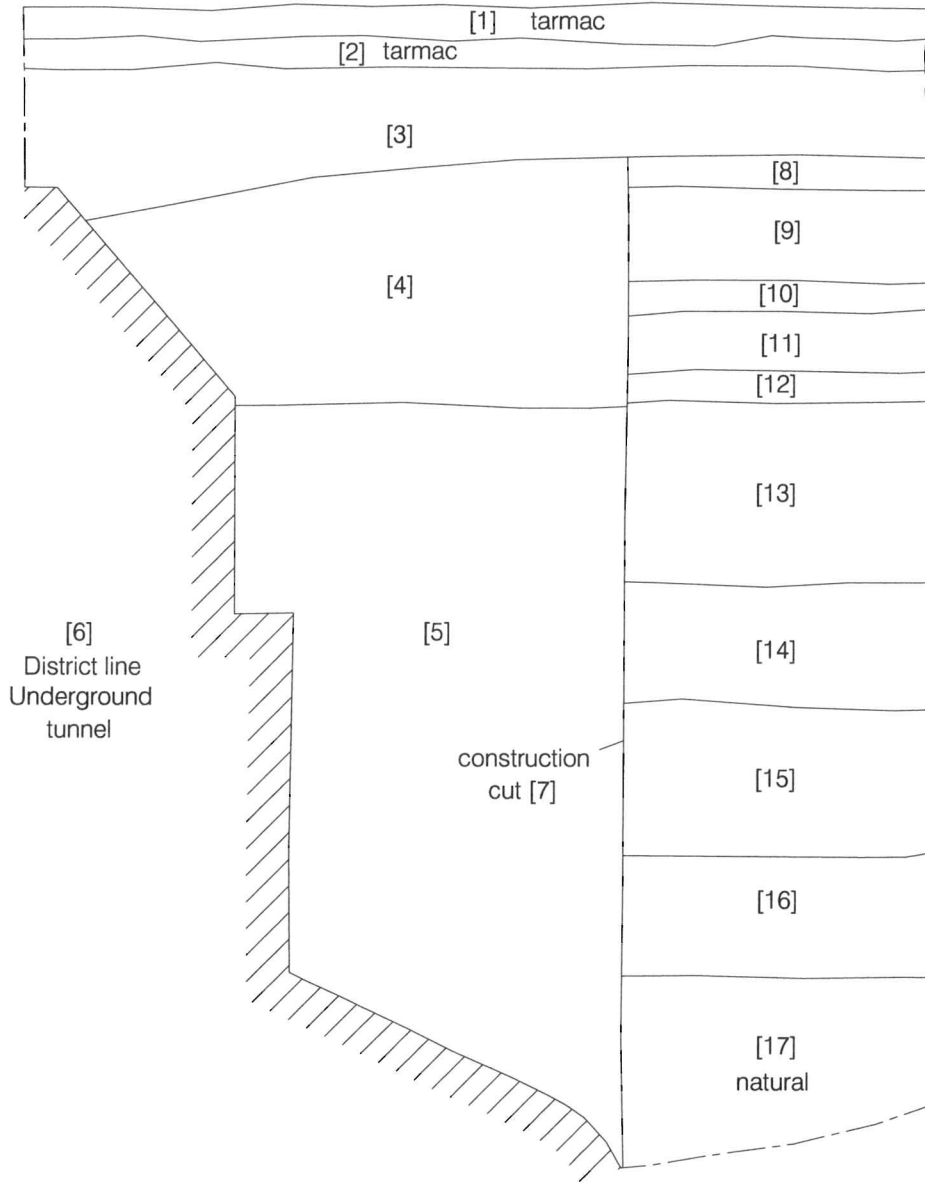 [1] tarmac
[2] tarmac
[3]
[8]
[9]
[4]
[10]
[11]
[12]
[13]
[6]
District line
Underground
tunnel
[5]
[14]
construction
cut [7]
[15]
[16]
[17]
natural